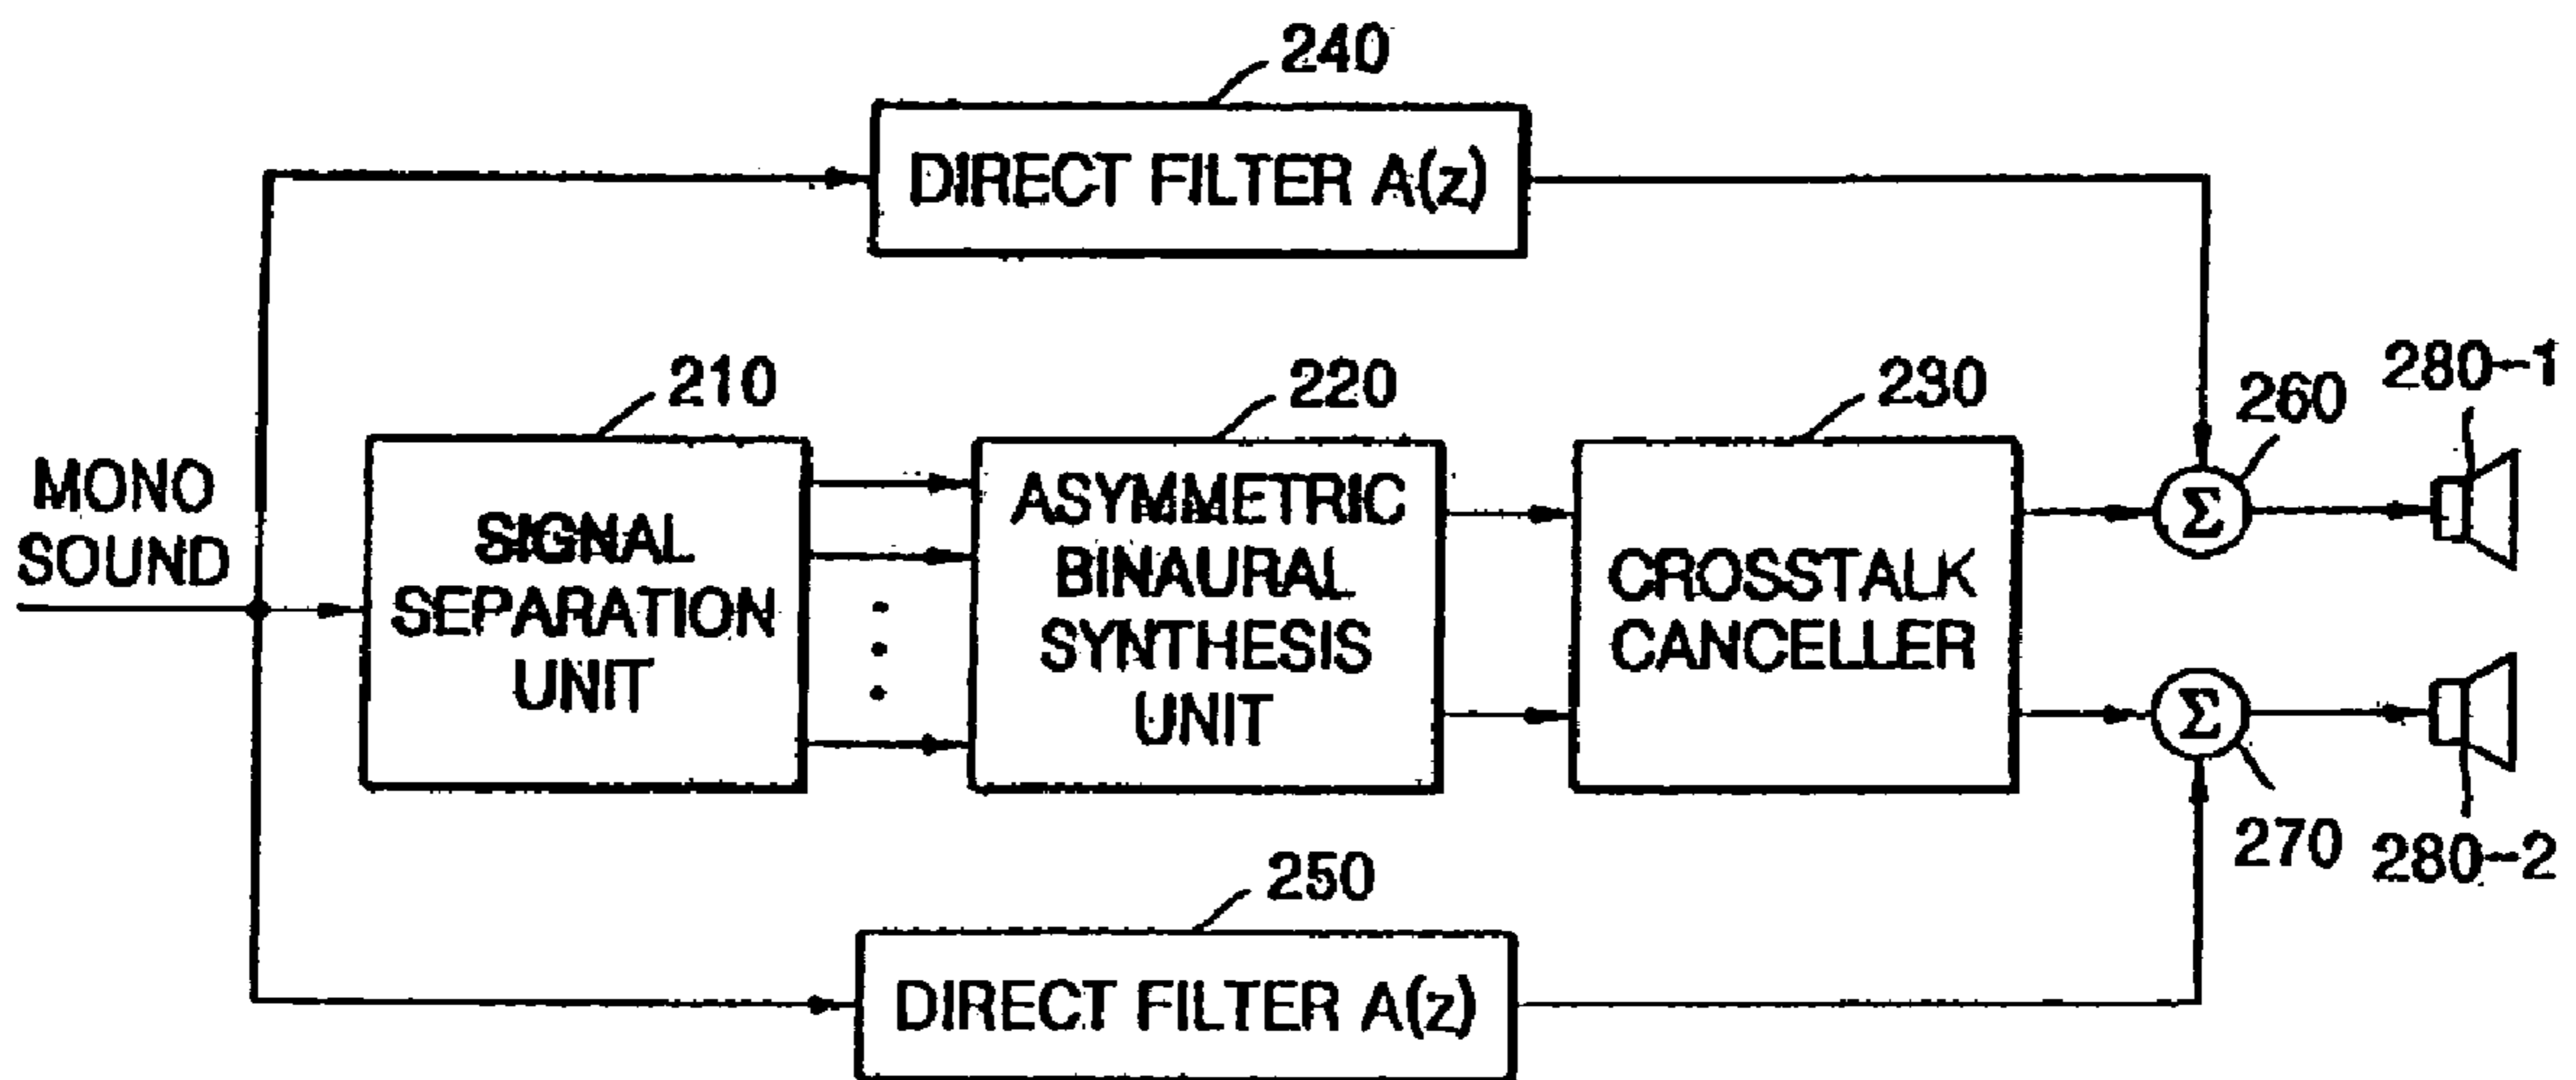 240
DIRECT FILTER A(z)
210
220
230
260
280-1
MONO
SOUND
SIGNAL
SEPARATION
UNIT
ASYMMETRIC
BINAURAL
SYNTHESIS
UNIT
CROSSTALK
CANCELLER
Σ
Σ
270
280-2
250
DIRECT FILTER A(z)